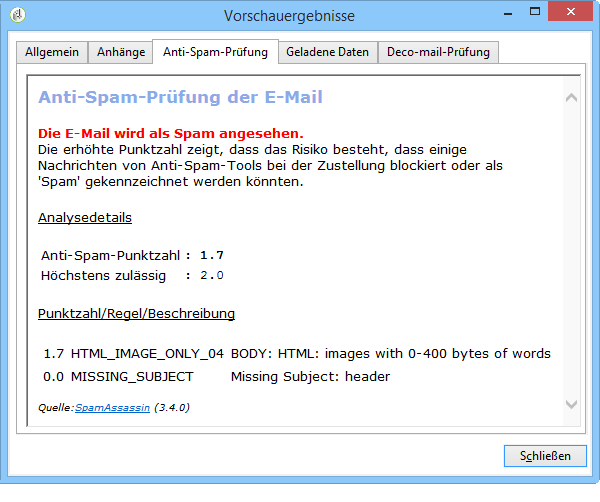 Vorschauergebnisse
Allgemein Anhänge Anti-Spam-Prüfung Geladene Daten Deco-mail-Prüfung
Anti-Spam-Prüfung der E-Mail
Die E-Mail wird als Spam angesehen.
Die erhöhte Punktzahl zeigt, dass das Risiko besteht, dass einige
Nachrichten von Anti-Spam-Tools bei der Zustellung blockiert oder als
'Spam' gekennzeichnet werden könnten.
Analysedetails
Anti-Spam-Punktzahl : 1.7
Höchstens zulässig : 2.0
Punktzahl/Regel/Beschreibung
1.7 HTML_IMAGE_ONLY_04 BODY: HTML: images with 0-400 bytes of words
0.0 MISSING_SUBJECT Missing Subject: header
Quelle:SpamAssassin (3.4.0)
Schließen